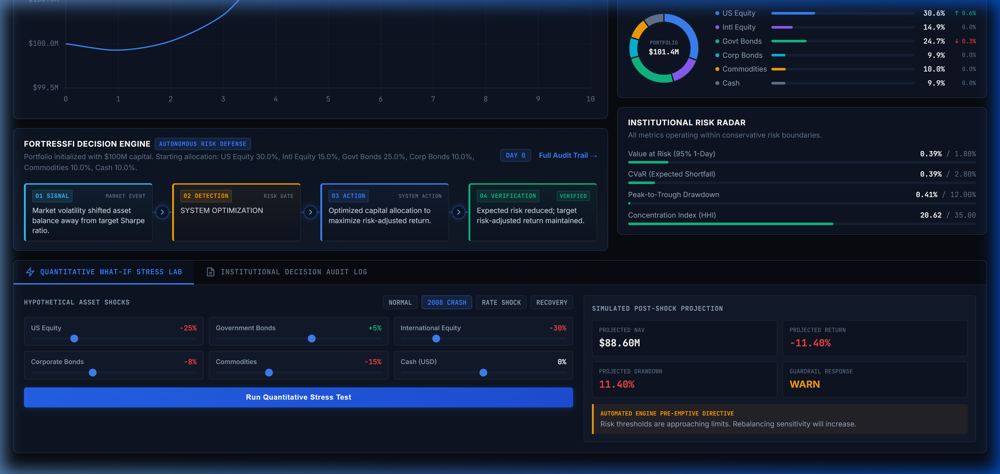 $100.5M
$100.0M
$99.5M
0 1 2 3 4 5 6 7 8 9 10
PORTFOLIO
$101.4M
US Equity 30.6% ↑ 0.6%
Intl Equity 14.9% 0.0%
Govt Bonds 24.7% ↓ 0.3%
Corp Bonds 9.9% 0.0%
Commodities 10.0% 0.0%
Cash 9.9% 0.0%
FORTRESSFI DECISION ENGINE AUTONOMOUS RISK DEFENSE
Portfolio initialized with $100M capital. Starting allocation: US Equity 30.0%, Intl Equity 15.0%, Govt Bonds 25.0%, Corp Bonds 10.0%,
Commodities 10.0%, Cash 10.0%.
DAY 0 Full Audit Trail →
01 SIGNAL MARKET EVENT
Market volatility shifted asset
balance away from target Sharpe
ratio.
02 DETECTION RISK GATE
SYSTEM OPTIMIZATION
03 ACTION SYSTEM ACTION
Optimized capital allocation to
maximize risk-adjusted return.
04 VERIFICATION VERIFIED
Expected risk reduced; target
risk-adjusted return maintained.
INSTITUTIONAL RISK RADAR
All metrics operating within conservative risk boundaries.
Value at Risk (95% 1-Day) 0.39% / 1.80%
CVaR (Expected Shortfall) 0.39% / 2.80%
Peak-to-Trough Drawdown 0.41% / 12.00%
Concentration Index (HHI) 20.62 / 35.00
QUANTITATIVE WHAT-IF STRESS LAB INSTITUTIONAL DECISION AUDIT LOG
HYPOTHETICAL ASSET SHOCKS NORMAL 2008 CRASH RATE SHOCK RECOVERY
US Equity -25% Government Bonds +5% International Equity -30%
Corporate Bonds -8% Commodities -15% Cash (USD) 0%
Run Quantitative Stress Test
SIMULATED POST-SHOCK PROJECTION
PROJECTED NAV
$88.60M
PROJECTED RETURN
-11.40%
PROJECTED DRAWDOWN
11.40%
GUARDRAIL RESPONSE
WARN
AUTOMATED ENGINE PRE-EMPTIVE DIRECTIVE
Risk thresholds are approaching limits. Rebalancing sensitivity will increase.